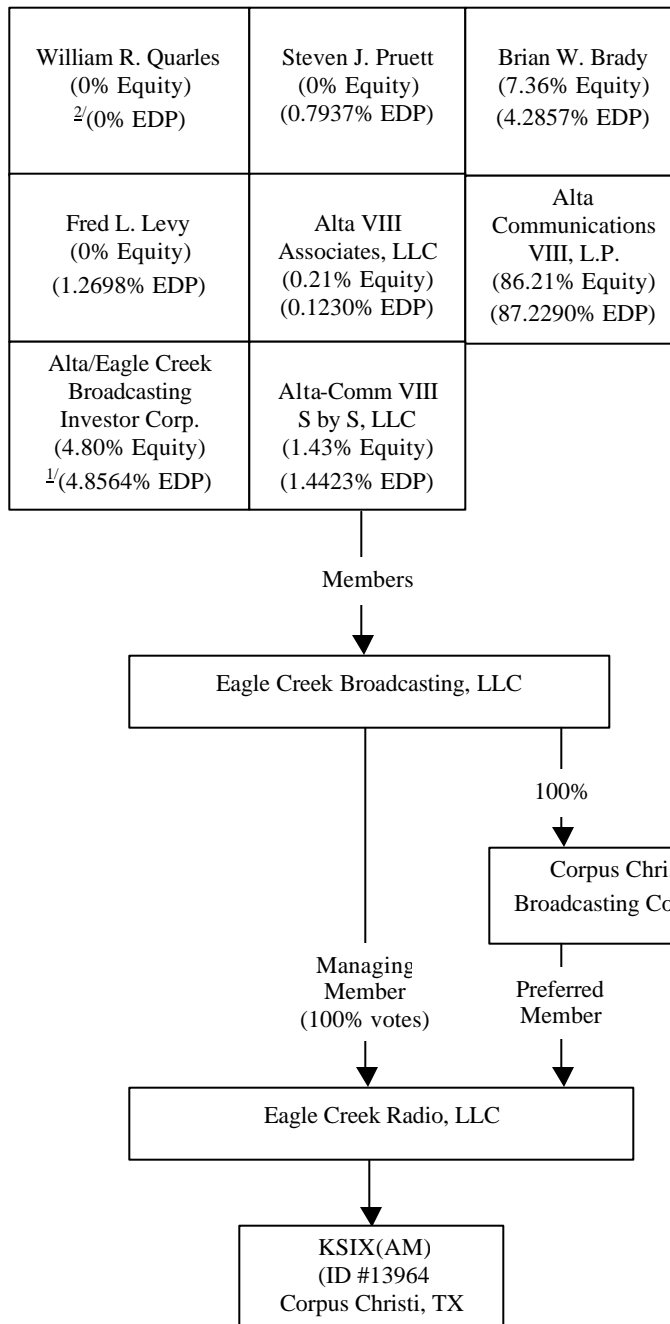 William R. Quarles
(0% Equity)
2/(0% EDP)
Steven J. Pruett
(0% Equity)
(0.7937% EDP)
Brian W. Brady
(7.36% Equity)
(4.2857% EDP)
Fred L. Levy
(0% Equity)
(1.2698% EDP)
Alta VIII
Associates, LLC
(0.21% Equity)
(0.1230% EDP)
Alta
Communications
VIII, L.P.
(86.21% Equity)
(87.2290% EDP)
Alta/Eagle Creek
Broadcasting
Investor Corp.
(4.80% Equity)
1/(4.8564% EDP)
Alta-Comm VIII
S by S, LLC
(1.43% Equity)
(1.4423% EDP)
Members
Eagle Creek Broadcasting, LLC
100%
Corpus Chri
Broadcasting Co
Managing
Member
(100% votes)
Preferred
Member
Eagle Creek Radio, LLC
KSIX(AM)
(ID #13964
Corpus Christi, TX